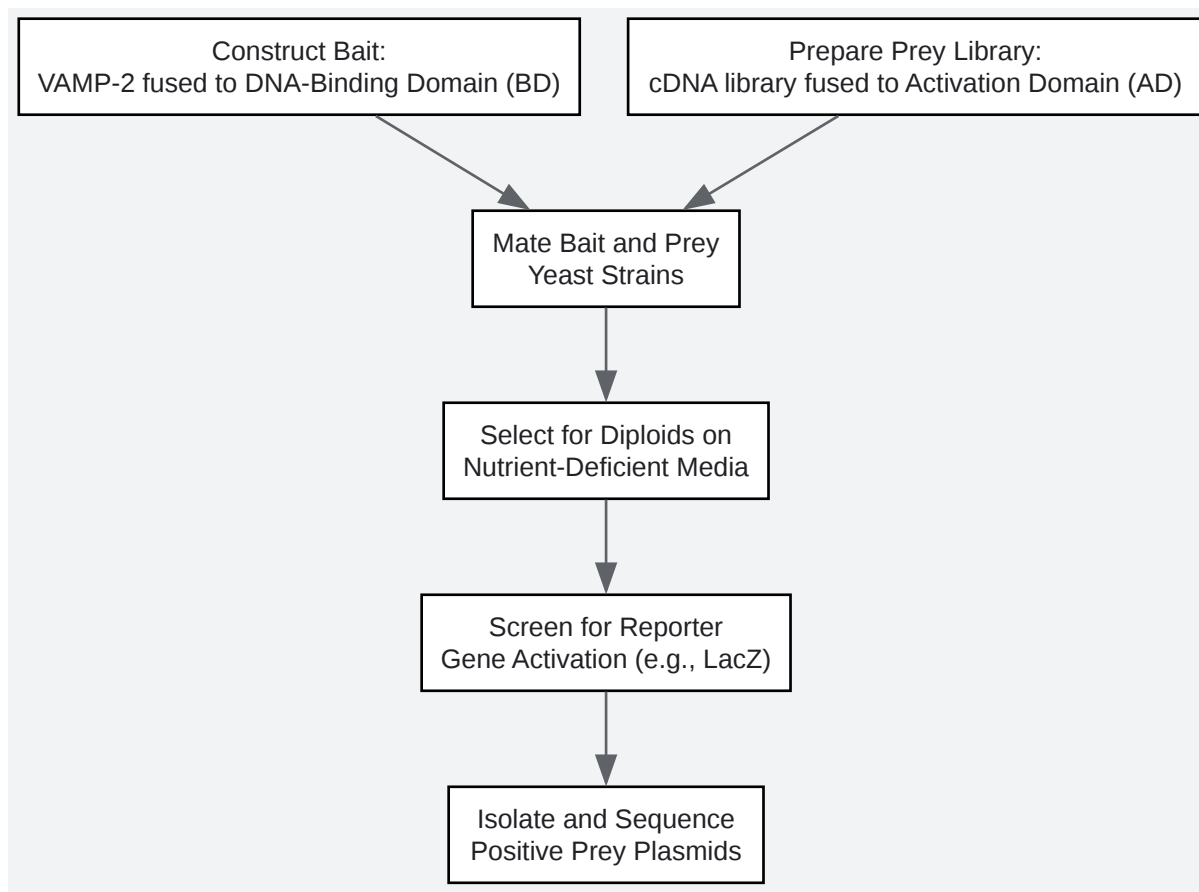 Construct Bait:
VAMP-2 fused to DNA-Binding Domain (BD)
Prepare Prey Library:
cDNA library fused to Activation Domain (AD)
Mate Bait and Prey
Yeast Strains
Select for Diploids on
Nutrient-Deficient Media
Screen for Reporter
Gene Activation (e.g., LacZ)
Isolate and Sequence
Positive Prey Plasmids